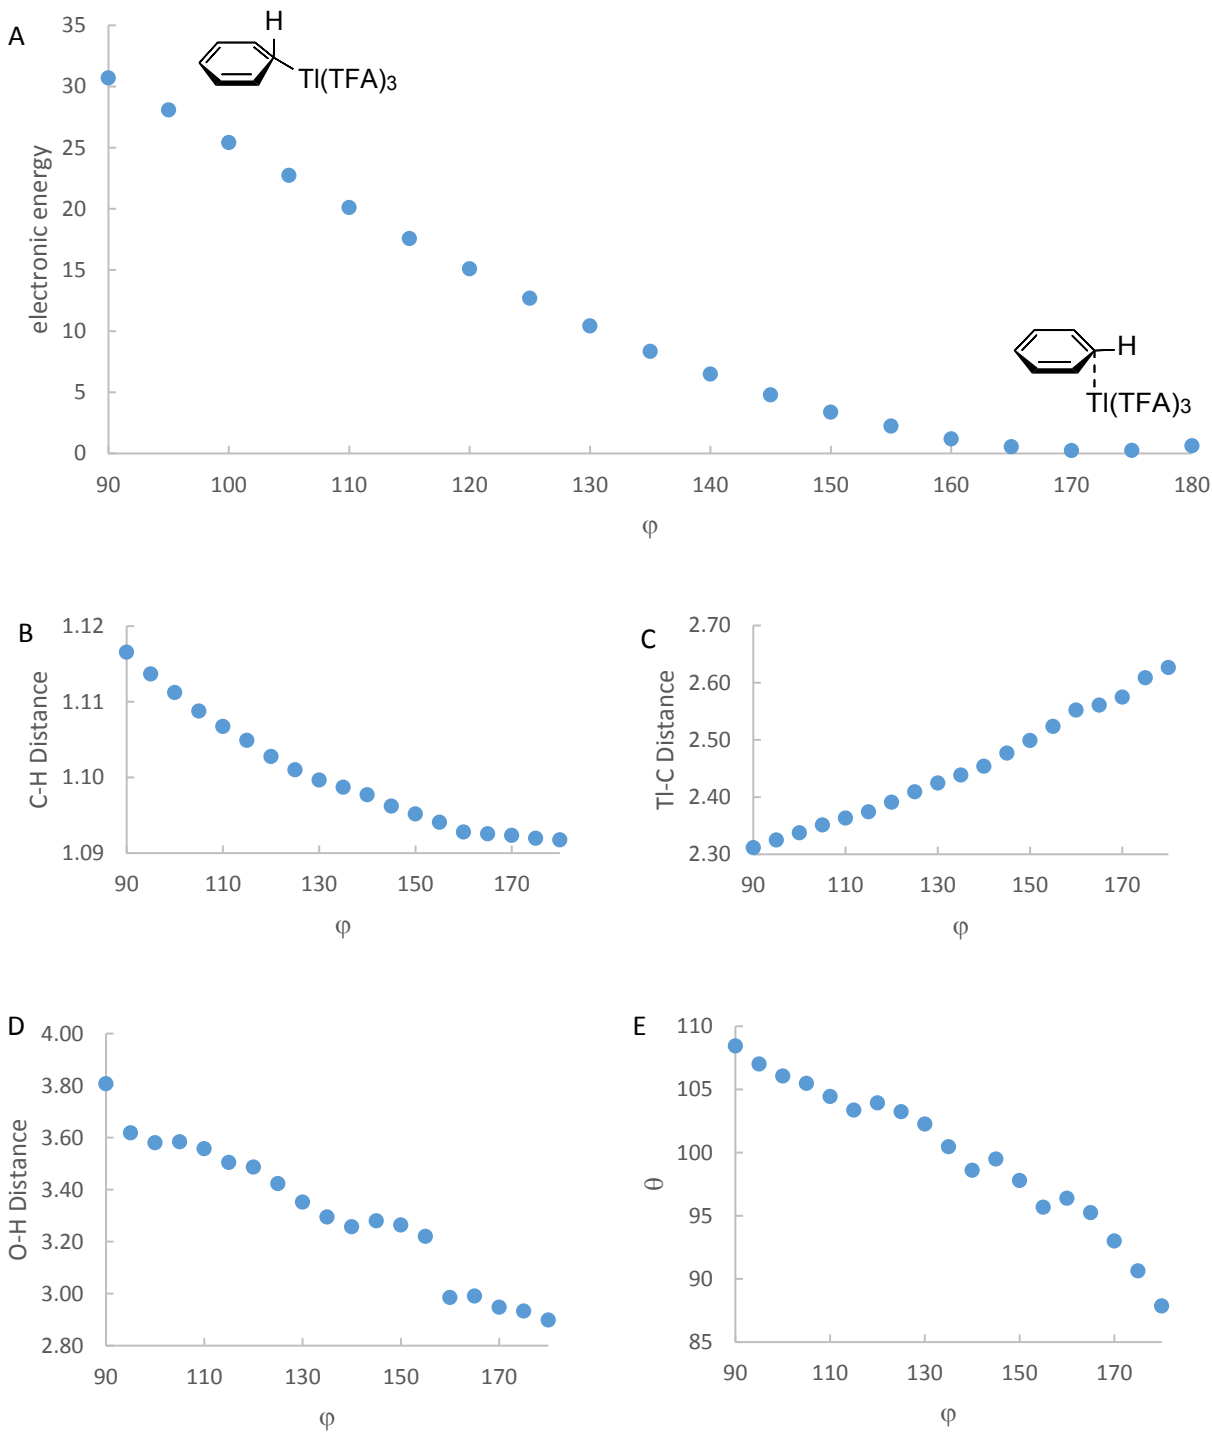 A
35
30
25
20
15
10
5
0
electronic energy
H
Tl(TFA)3
H
Tl(TFA)3
90 100 110 120 130 140 150 160 170 180
φ
B
1.12
1.11
1.10
1.09
C-H Distance
90 110 130 150 170
φ
C
2.70
2.60
2.50
2.40
2.30
Tl-C Distance
90 110 130 150 170
φ
D
4.00
3.80
3.60
3.40
3.20
3.00
2.80
O-H Distance
90 110 130 150 170
φ
E
110
105
100
95
90
85
θ
90 110 130 150 170
φ